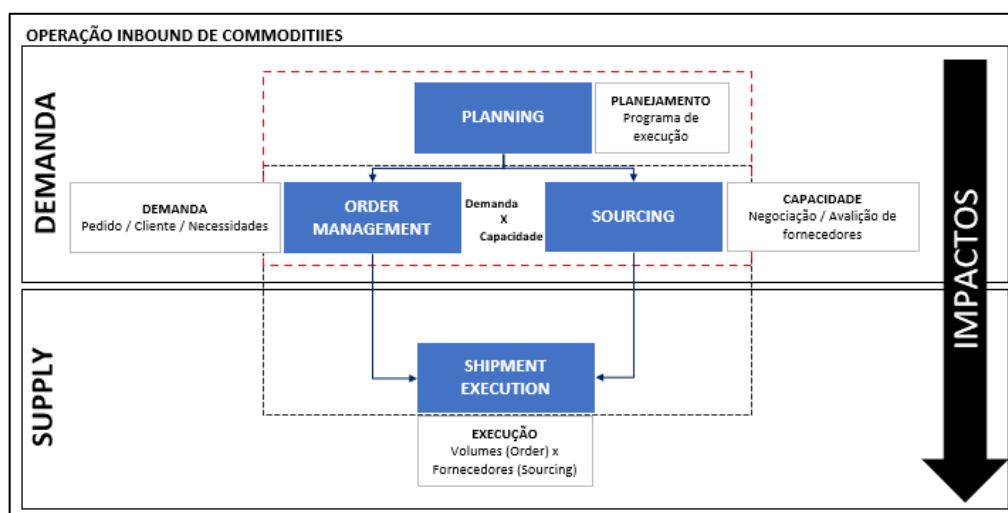 OPERAÇÃO INBOUND DE COMMODITIIES
DEMANDA
PLANNING
PLANEJAMENTO
Programa de
execução
DEMANDA
Pedido / Cliente / Necessidades
ORDER
MANAGEMENT
Demanda
X
Capacidade
SOURCING
CAPACIDADE
Negociação / Avalição de
fornecedores
IMPACTOS
SUPPLY
SHIPMENT
EXECUTION
EXECUÇÃO
Volumes (Order) x
Fornecedores (Sourcing)